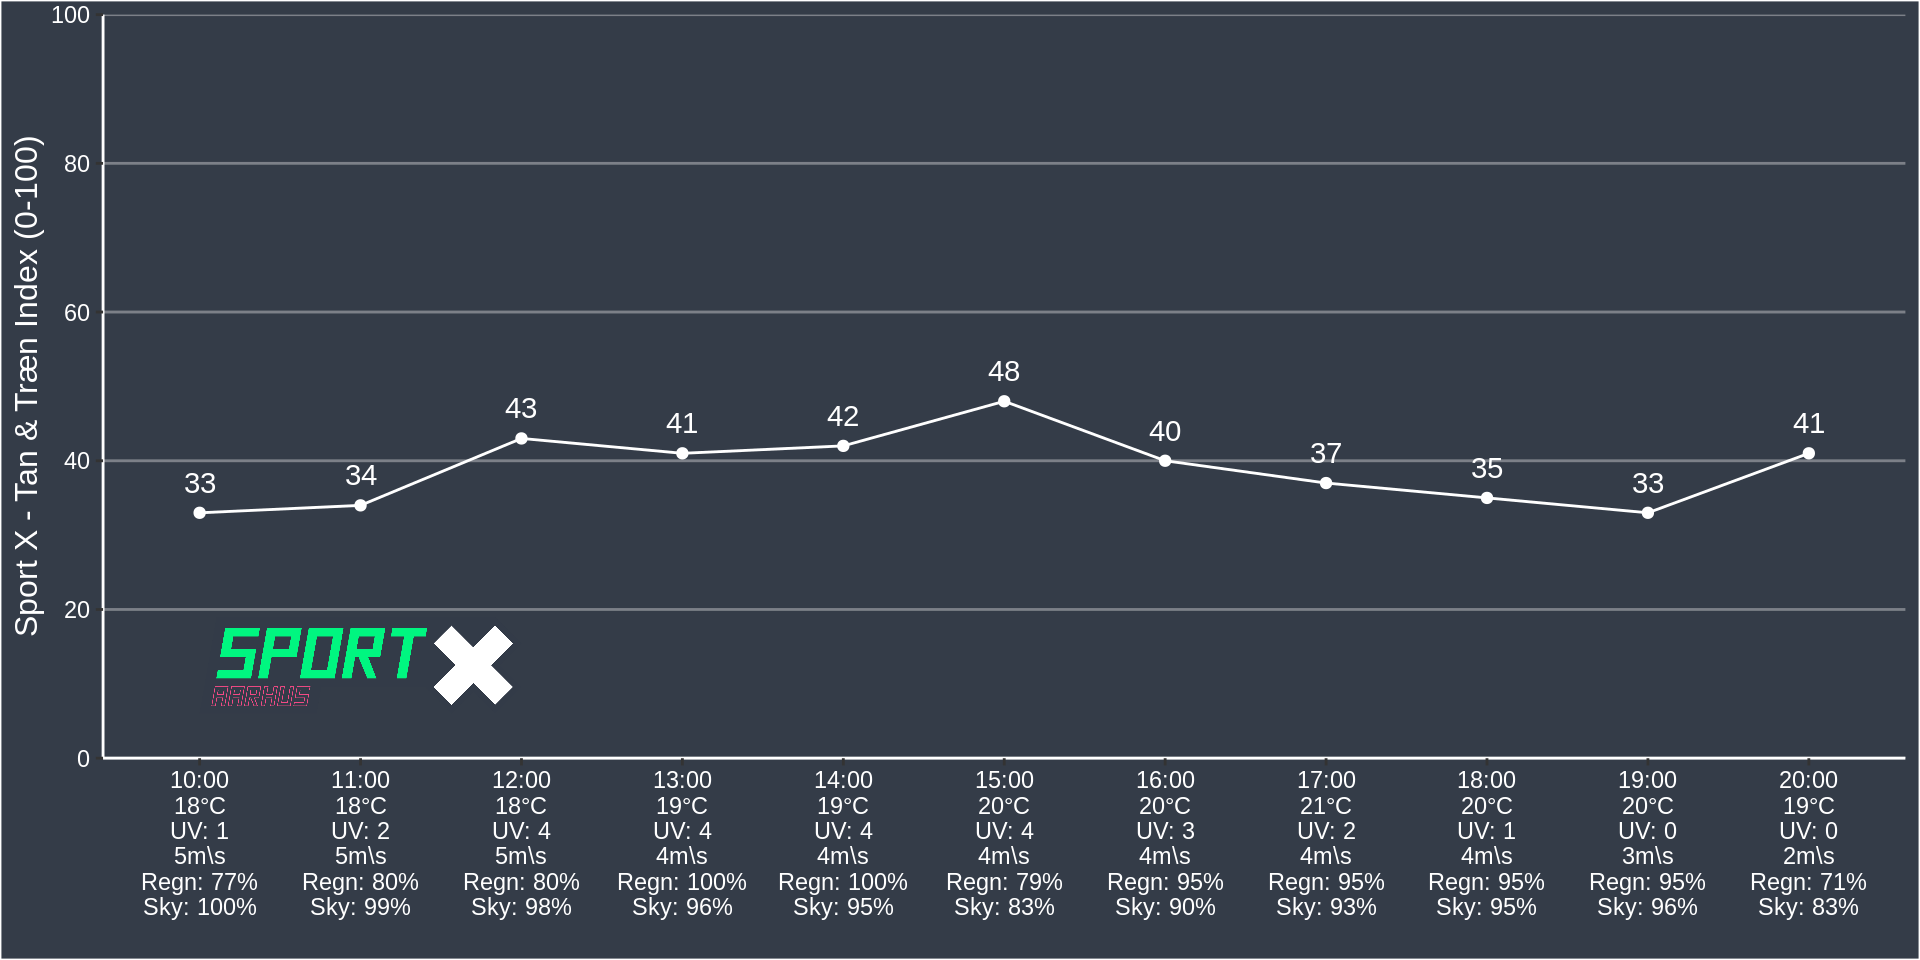 Sport X - Tan & Træn Index (0-100)
100
80
60
40
20
0
33
34
43
41
42
48
40
37
35
33
41
SPORT X
AARHUS
10:00 11:00 12:00 13:00 14:00 15:00 16:00 17:00 18:00 19:00 20:00
18°C 18°C 18°C 19°C 19°C 20°C 20°C 21°C 20°C 20°C 19°C
UV: 1 UV: 2 UV: 4 UV: 4 UV: 4 UV: 4 UV: 3 UV: 2 UV: 1 UV: 0 UV: 0
5m\s 5m\s 5m\s 4m\s 4m\s 4m\s 4m\s 4m\s 4m\s 3m\s 2m\s
Regn: 77% Regn: 80% Regn: 80% Regn: 100% Regn: 100% Regn: 79% Regn: 95% Regn: 95% Regn: 95% Regn: 95% Regn: 71%
Sky: 100% Sky: 99% Sky: 98% Sky: 96% Sky: 95% Sky: 83% Sky: 90% Sky: 93% Sky: 95% Sky: 96% Sky: 83%